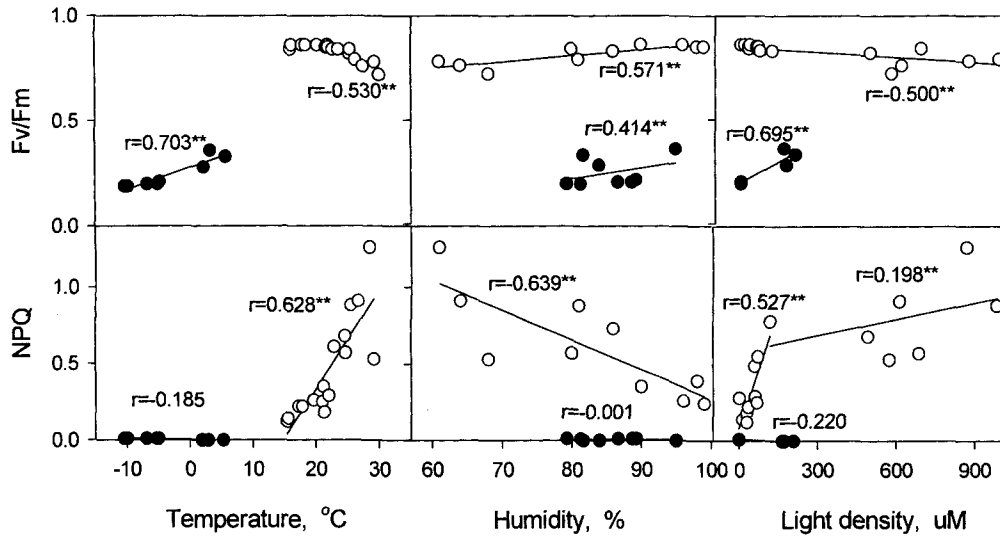 1.0
0.5
0.0
Fv/Fm
r=-0.530**
r=0.703**
r=0.571**
r=0.414**
r=-0.500**
r=0.695**
1.0
0.5
0.0
NPQ
r=0.628**
r=-0.185
r=-0.639**
r=-0.001
r=0.198**
r=0.527**
r=-0.220
-10 0 10 20 30
60 70 80 90 100
0 300 600 900
Temperature, °C
Humidity, %
Light density, uM